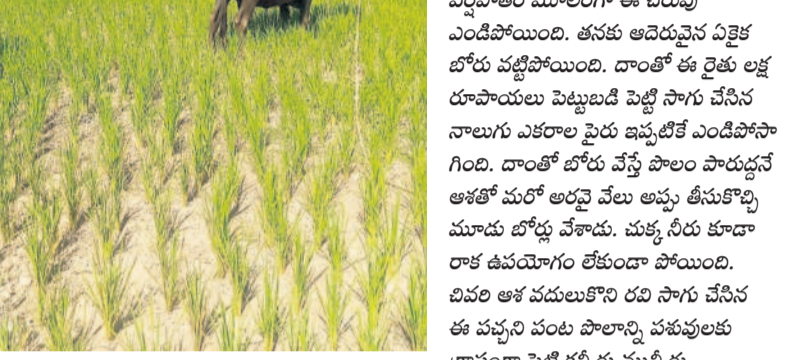 మూలంగా ఈ చెరువు
ఎండిపోయింది. తనకు ఆదెరువైన ఏకైక
బోరు వట్టిపోయింది. దాంతో ఈ రైతు లక్ష
రూపాయలు పెట్టుబడి పెట్టి సాగు చేసిన
నాలుగు ఎకరాల పైరు ఇప్పటికే ఎండిపోసా
గింది. దాంతో బోరు వేస్తే పొలం పారుద్దనే
ఆశతో మరో అరవై వేలు అప్పు తీసుకొచ్చి
మూడు బోర్లు వేశాడు. చుక్క నీరు కూడా
రాక ఉపయోగం లేకుండా పోయింది.
చివరి ఆశ వదులుకొని రవి సాగు చేసిన
ఈ పచ్చని పంట పొలాన్ని పశువులకు